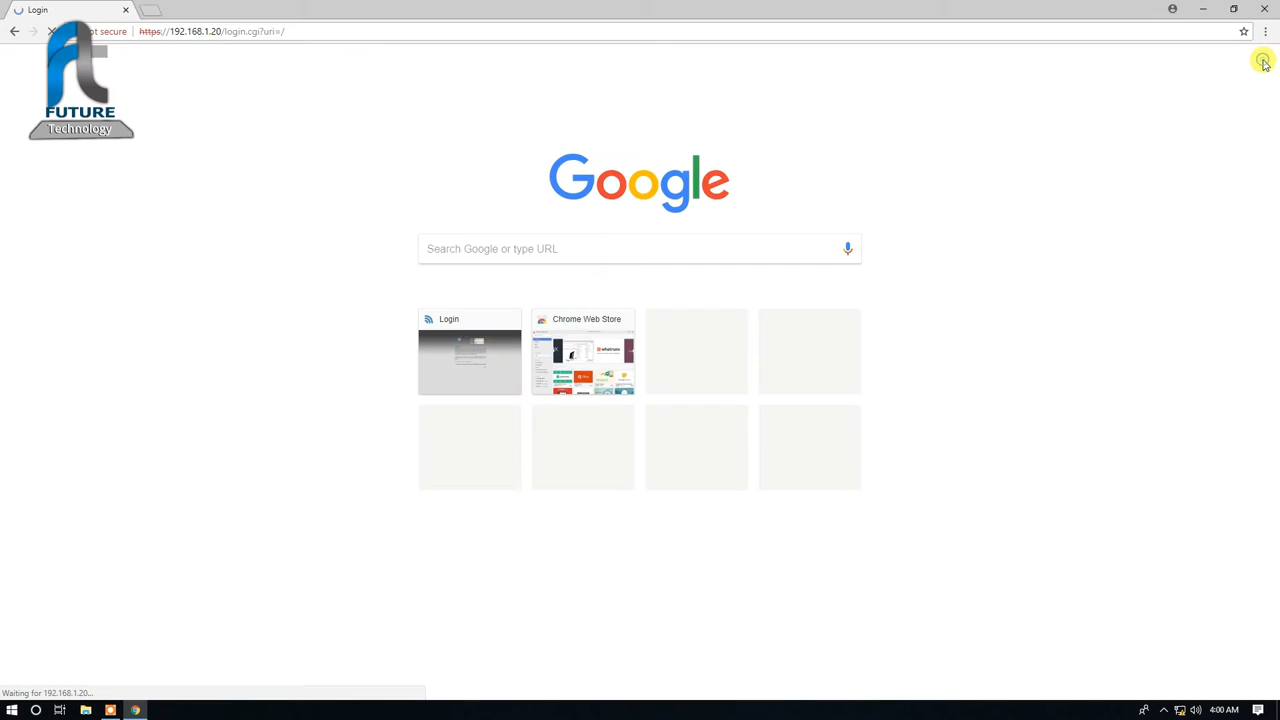 Login
ot secure
https://192.168.1.20/login.cgi?uri=/
FUTURE
Technology
Google
Search Google or type URL
Login
Chrome Web Store
Waiting for 192.168.1.20...
4:00 AM